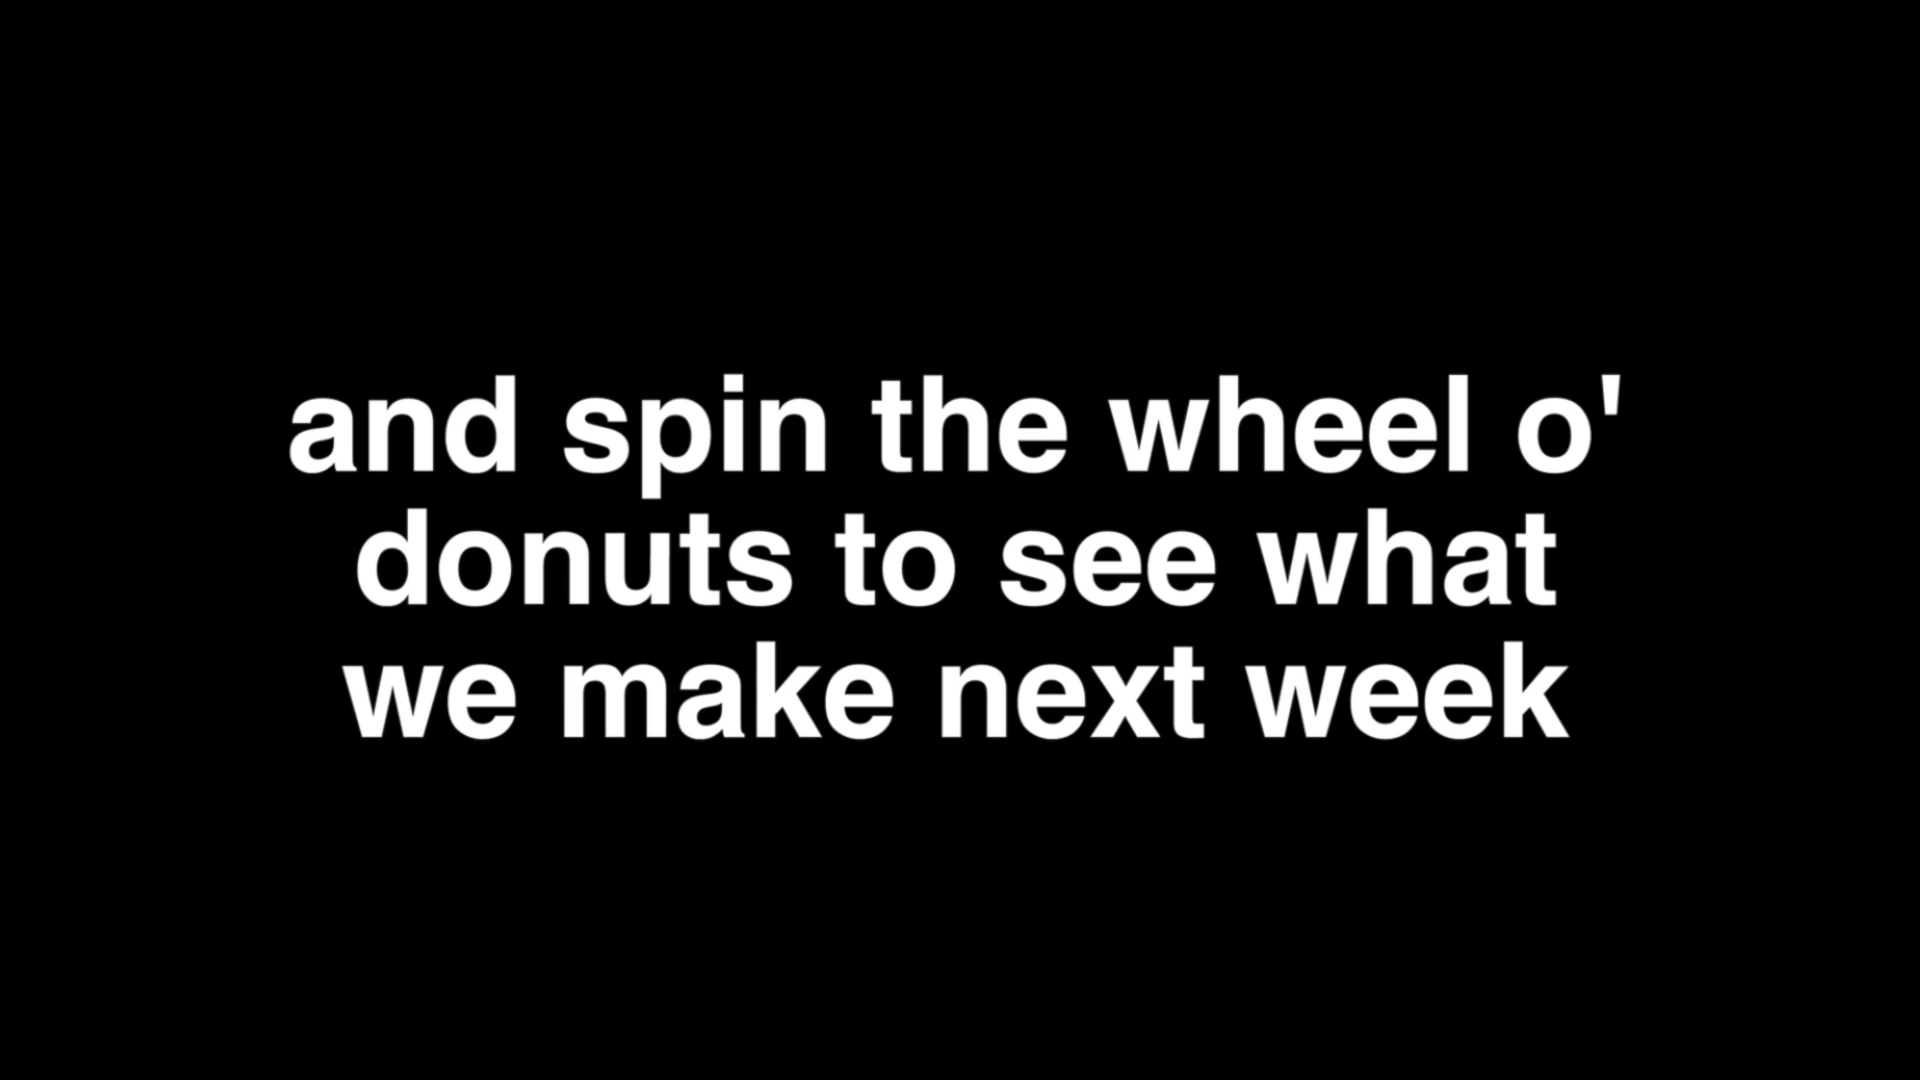 and spin the wheel o'
donuts to see what
we make next week